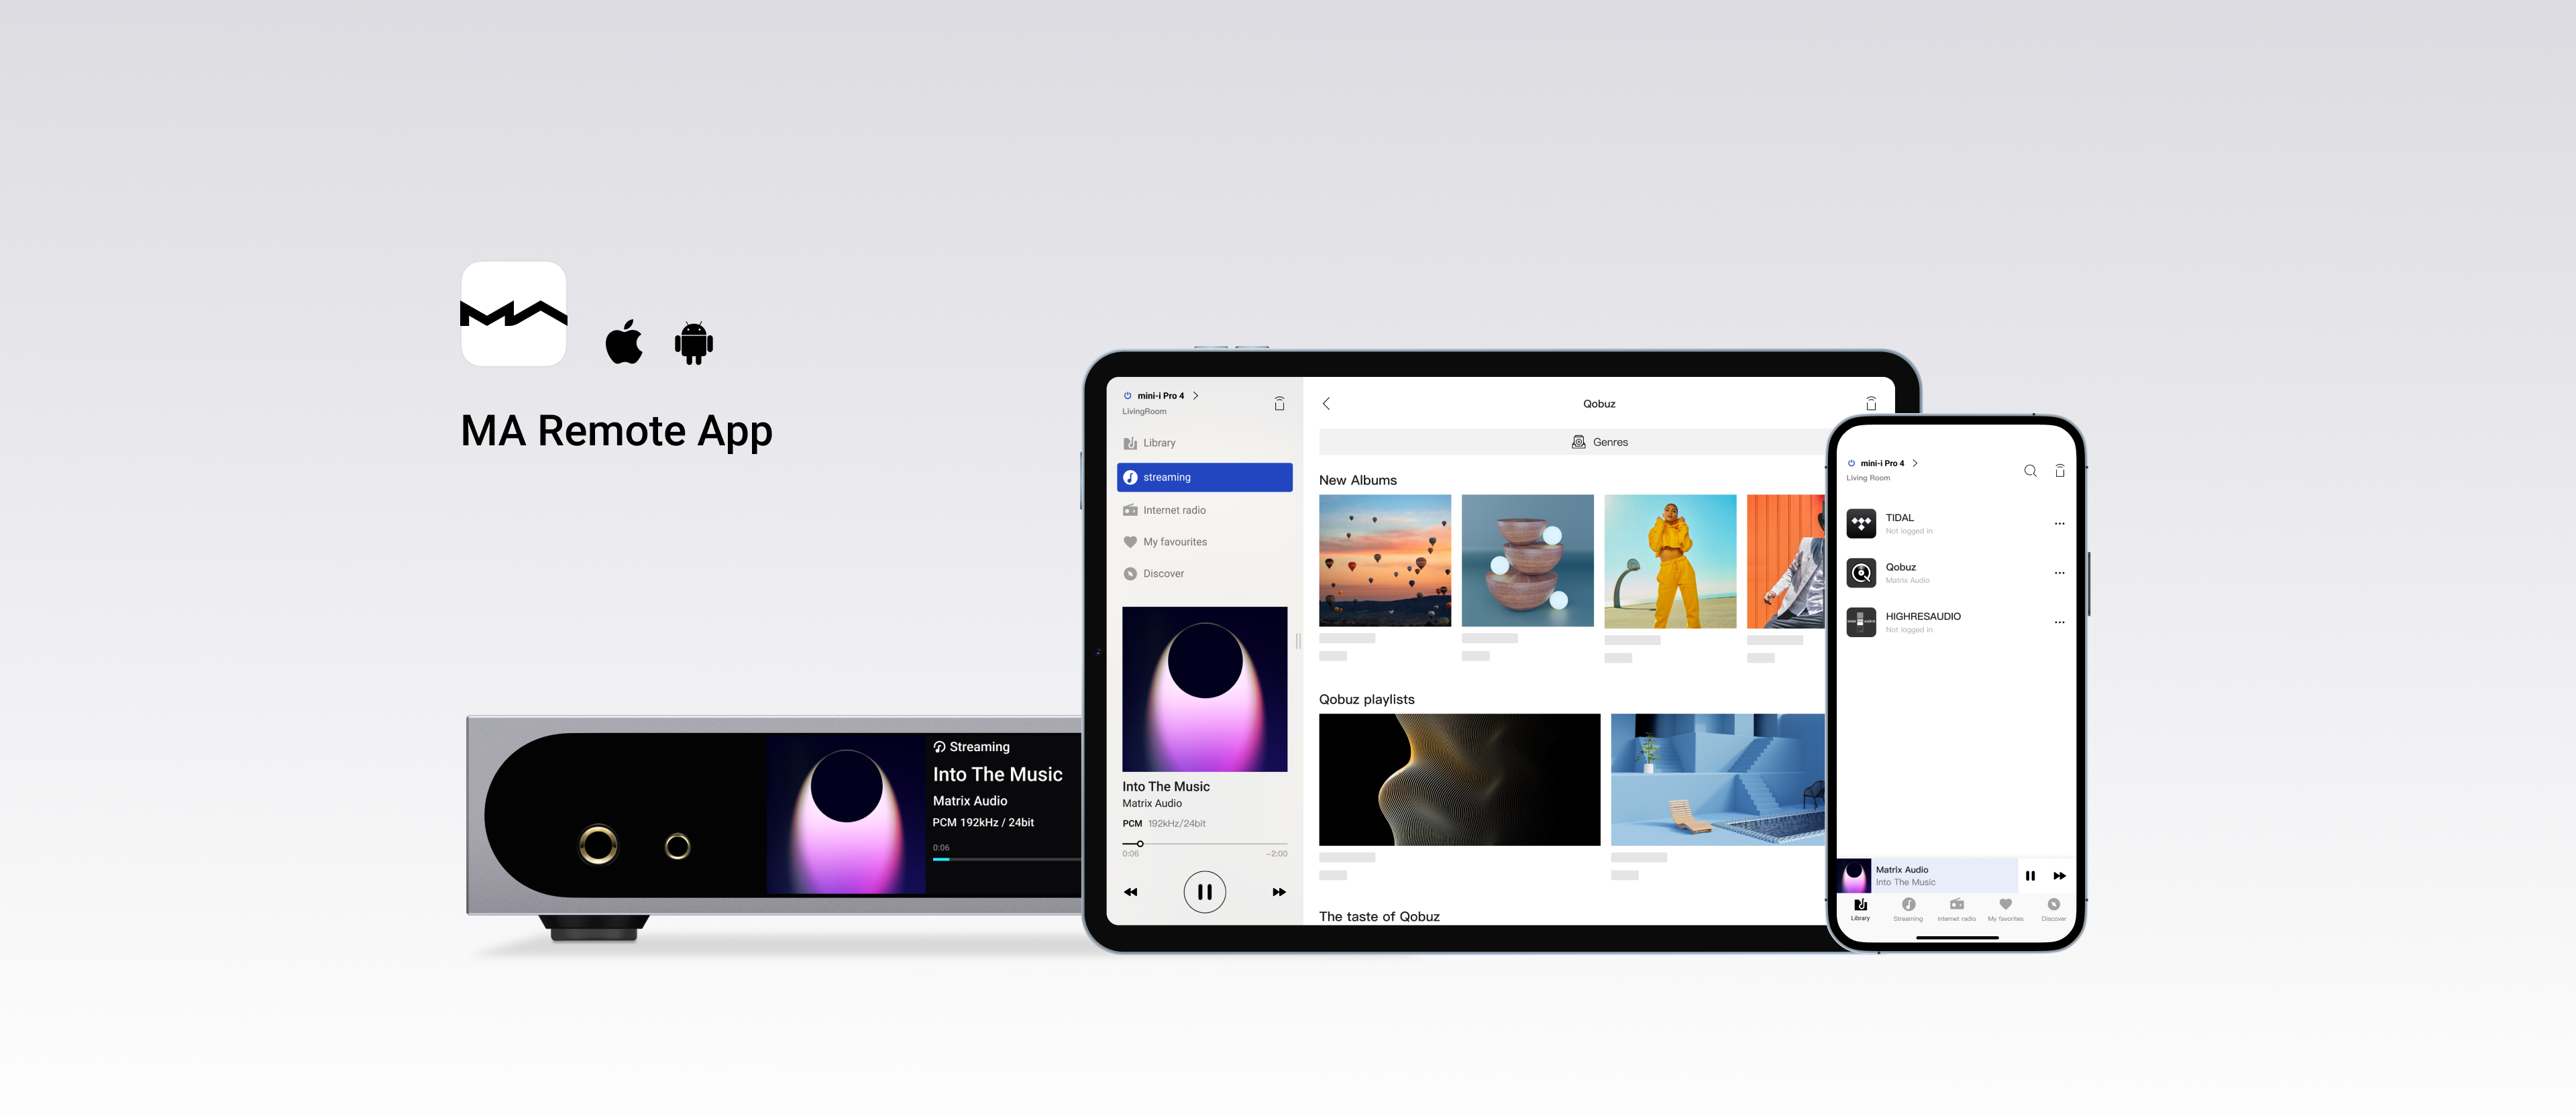 MA Remote App
Streaming
Into The Music
Matrix Audio
PCM 192kHz / 24bit
0:06
mini-i Pro 4
LivingRoom
Library
streaming
Internet radio
My favourites
Discover
Into The Music
Matrix Audio
PCM 192kHz/24bit
0:06 -2:00
Qobuz
Genres
New Albums
Qobuz playlists
The taste of Qobuz
mini-i Pro 4
Living Room
TIDAL
Not logged in
Qobuz
Matrix Audio
HIGHRESAUDIO
Not logged in
Matrix Audio
Into The Music
Library Streaming Internet radio My favorites Discover